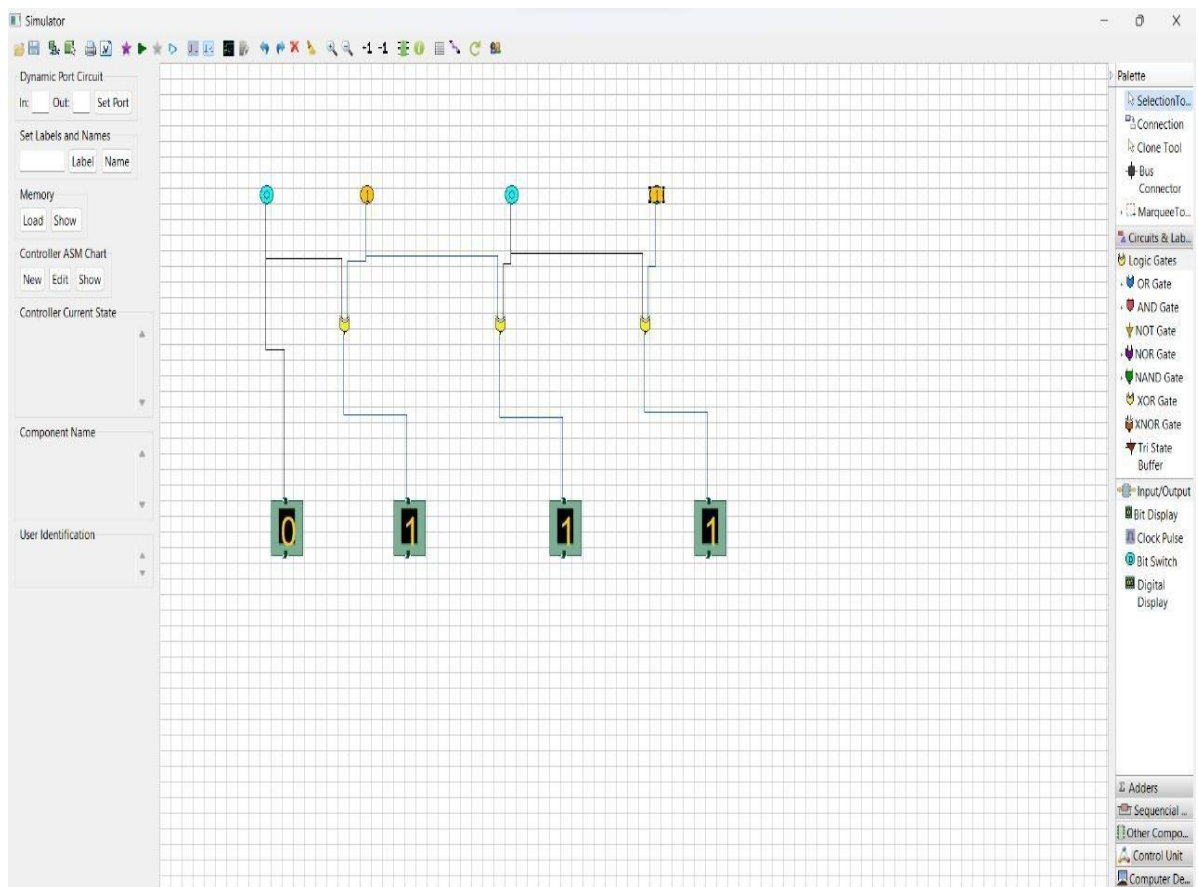 Simulator
-1 -1
Dynamic Port Circuit
In: Out: Set Port
Set Labels and Names
Label Name
Memory
Load Show
Controller ASM Chart
New Edit Show
Controller Current State
Component Name
User Identification
0 1 1 1
Palette
SelectionTo...
Connection
Clone Tool
Bus
Connector
MarqueeTo...
Circuits & Lab...
Logic Gates
OR Gate
AND Gate
NOT Gate
NOR Gate
NAND Gate
XOR Gate
XNOR Gate
Tri State
Buffer
Input/Output
Bit Display
Clock Pulse
Bit Switch
Digital
Display
Σ Adders
Sequential ...
Other Compo...
Control Unit
Computer De...